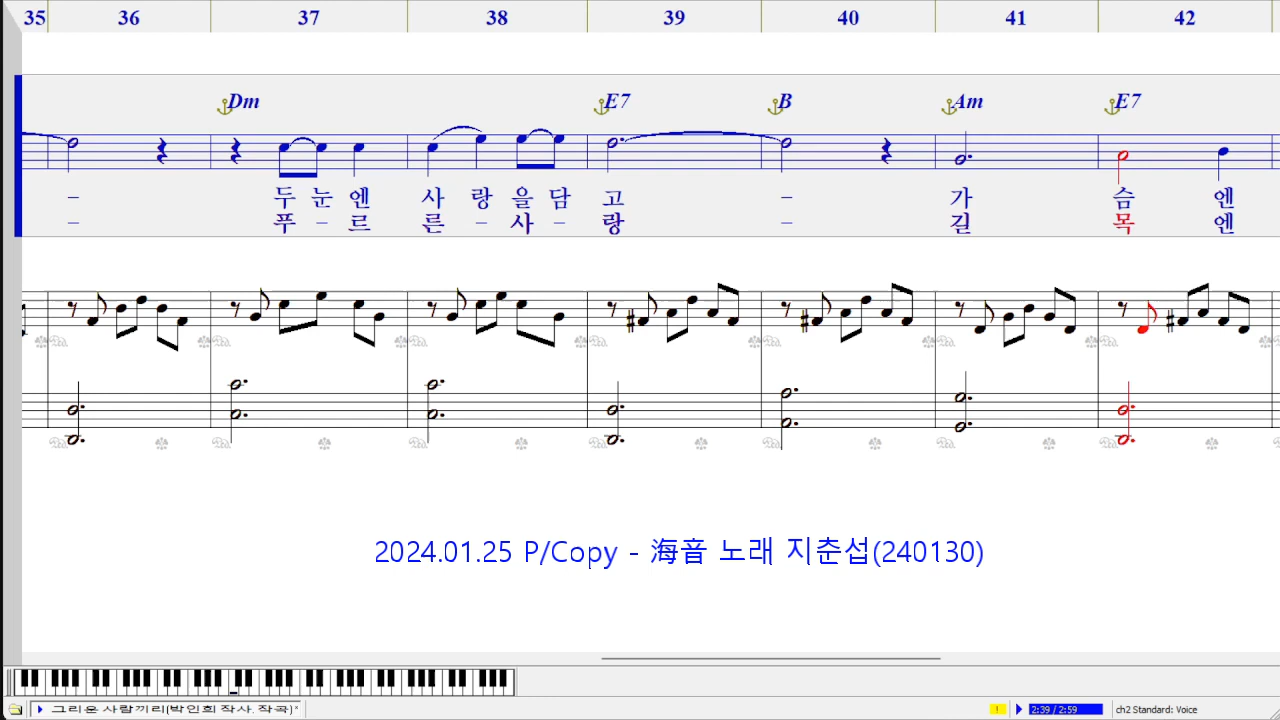 35 36 37 38 39 40 41 42
Dm E7 B Am E7
- 두 눈 엔 사 랑 을 담 고 - 가 슴 엔
- 푸 - 르 른 - 사 - 랑 - 길 목 엔
2024.01.25 P/Copy - 海音 노래 지춘섭(240130)
그리운 사람끼리(박인희 작사, 작곡)*
! 2:39 / 2:59 ch2 Standard: Voice